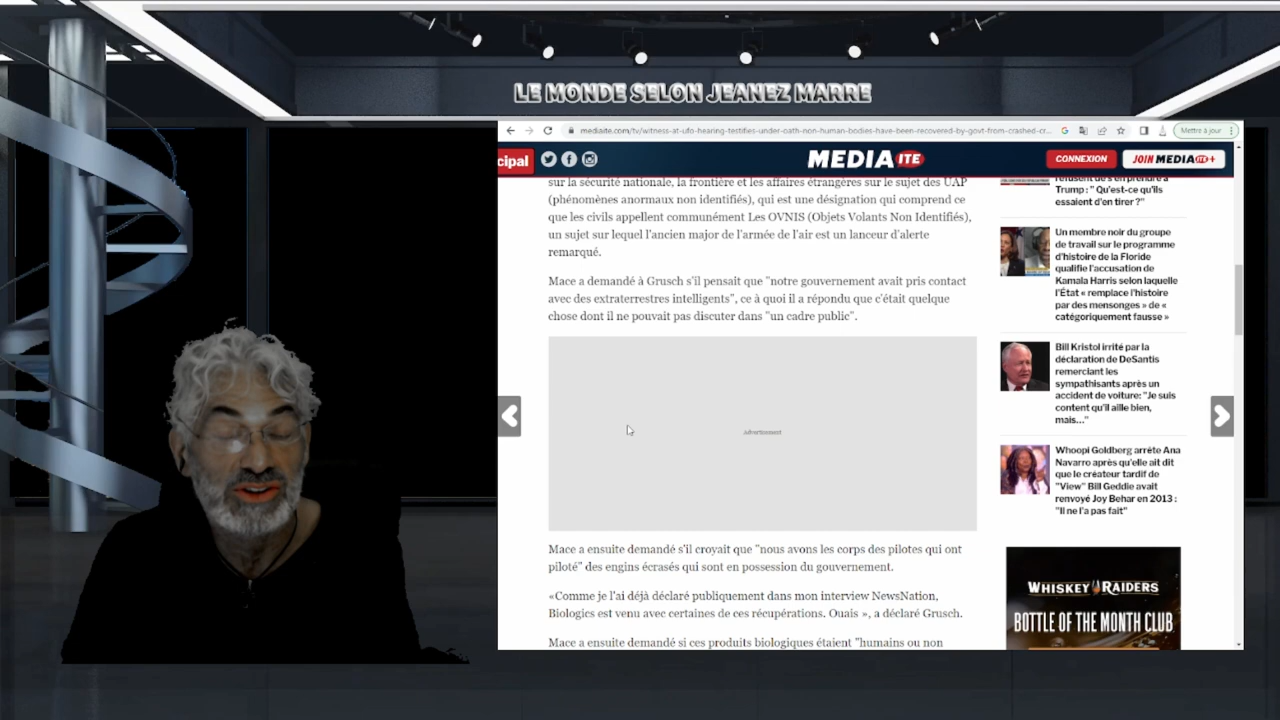 LE MONDE SELON JEANEZ MARRE
mediaite.com/tv/witness-at-ufo-hearing-testifies-under-oath-non-human-bodies-have-been-recovered-by-govt-from-crashed-cr...
Mettre à jour
cipal
MEDIAITE
CONNEXION
JOIN MEDIAITE+
sur la sécurité nationale, la frontière et les affaires étrangères sur le sujet des UAP
(phénomènes anormaux non identifiés), qui est une désignation qui comprend ce
que les civils appellent communément Les OVNIS (Objets Volants Non Identifiés),
un sujet sur lequel l'ancien major de l'armée de l'air est un lanceur d'alerte
remarqué.
Mace a demandé à Grusch s'il pensait que "notre gouvernement avait pris contact
avec des extraterrestres intelligents", ce à quoi il a répondu que c'était quelque
chose dont il ne pouvait pas discuter dans "un cadre public".
Advertisement
Mace a ensuite demandé s'il croyait que "nous avons les corps des pilotes qui ont
piloté" des engins écrasés qui sont en possession du gouvernement.
«Comme je l'ai déjà déclaré publiquement dans mon interview NewsNation,
Biologics est venu avec certaines de ces récupérations. Ouais », a déclaré Grusch.
Mace a ensuite demandé si ces produits biologiques étaient "humains ou non
refusent de s'en prendre à
Trump : " Qu'est-ce qu'ils
essaient d'en tirer ?"
Un membre noir du groupe
de travail sur le programme
d'histoire de la Floride
qualifie l'accusation de
Kamala Harris selon laquelle
l'État « remplace l'histoire
par des mensonges » de «
catégoriquement fausse »
Bill Kristol irrité par la
déclaration de DeSantis
remerciant les
sympathisants après un
accident de voiture: "Je suis
content qu'il aille bien,
mais..."
Whoopi Goldberg arrête Ana
Navarro après qu'elle ait dit
que le créateur tardif de
"View" Bill Geddie avait
renvoyé Joy Behar en 2013 :
"Il ne l'a pas fait"
WHISKEY RAIDERS
BOTTLE OF THE MONTH CLUB